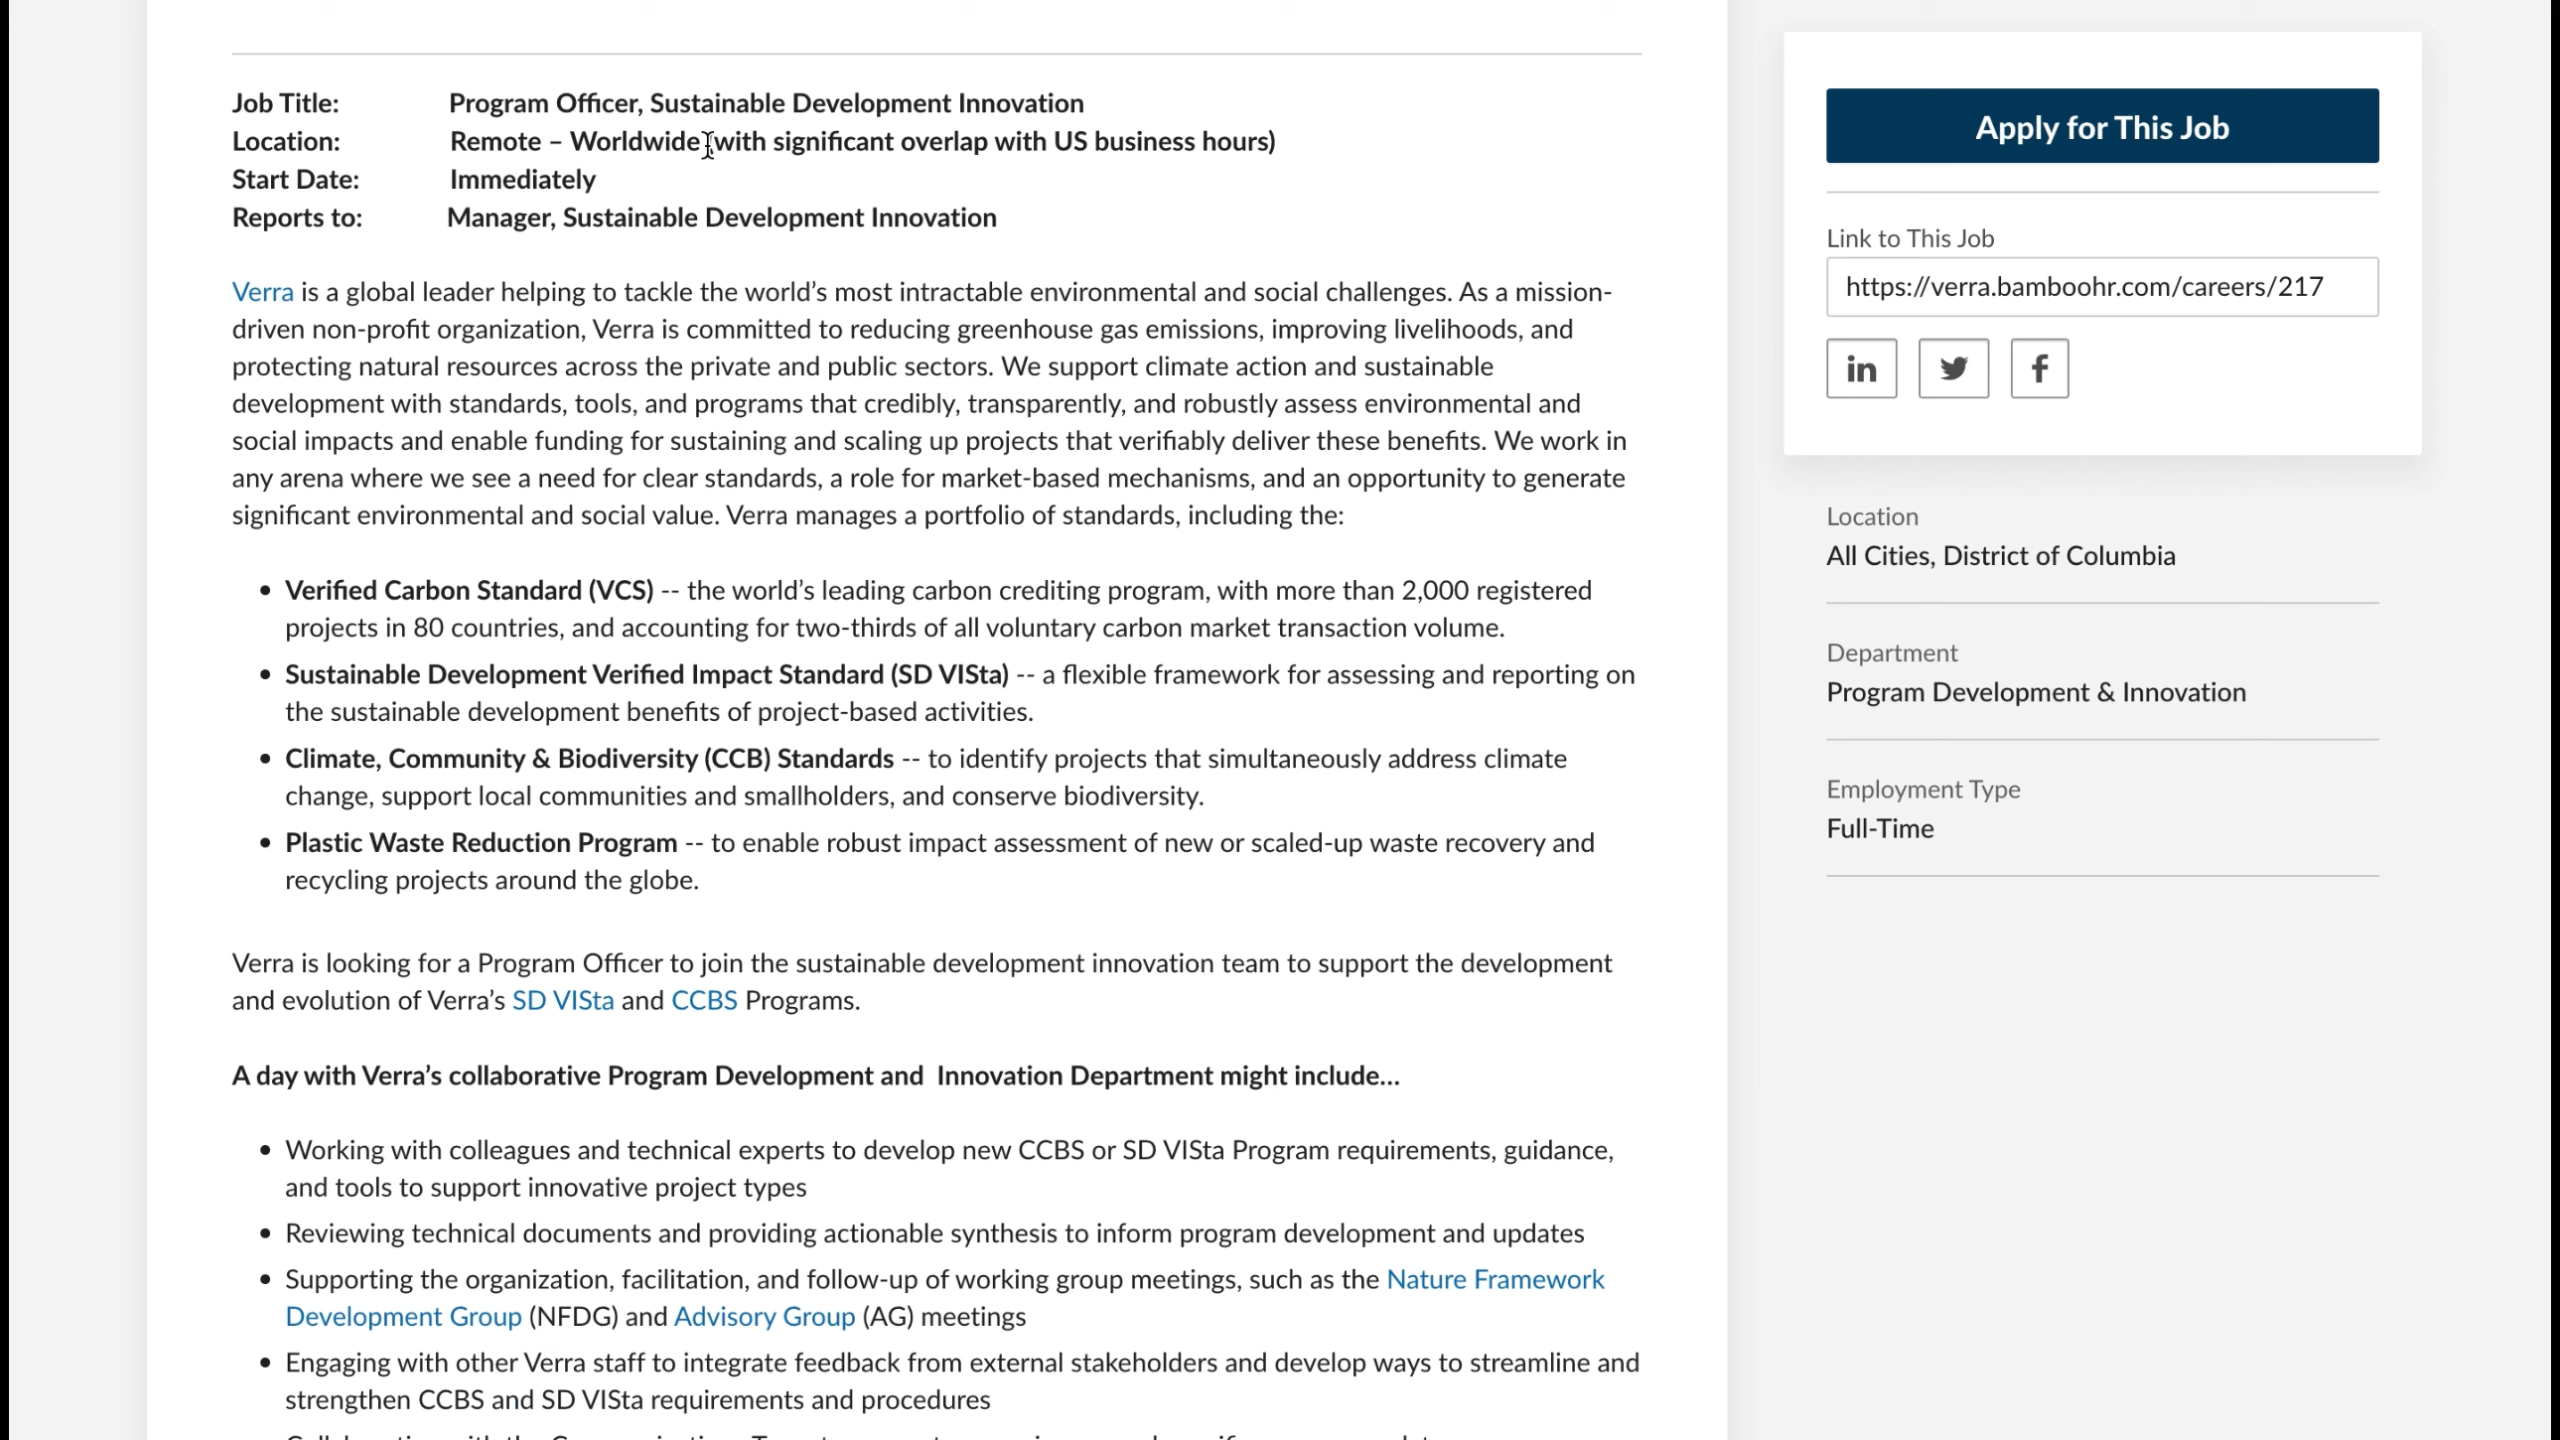 Job Title: Program Officer, Sustainable Development Innovation
Location: Remote – Worldwide (with significant overlap with US business hours)
Start Date: Immediately
Reports to: Manager, Sustainable Development Innovation
Verra is a global leader helping to tackle the world’s most intractable environmental and social challenges. As a mission-
driven non-profit organization, Verra is committed to reducing greenhouse gas emissions, improving livelihoods, and
protecting natural resources across the private and public sectors. We support climate action and sustainable
development with standards, tools, and programs that credibly, transparently, and robustly assess environmental and
social impacts and enable funding for sustaining and scaling up projects that verifiably deliver these benefits. We work in
any arena where we see a need for clear standards, a role for market-based mechanisms, and an opportunity to generate
significant environmental and social value. Verra manages a portfolio of standards, including the:
• Verified Carbon Standard (VCS) -- the world’s leading carbon crediting program, with more than 2,000 registered
projects in 80 countries, and accounting for two-thirds of all voluntary carbon market transaction volume.
• Sustainable Development Verified Impact Standard (SD VISta) -- a flexible framework for assessing and reporting on
the sustainable development benefits of project-based activities.
• Climate, Community & Biodiversity (CCB) Standards -- to identify projects that simultaneously address climate
change, support local communities and smallholders, and conserve biodiversity.
• Plastic Waste Reduction Program -- to enable robust impact assessment of new or scaled-up waste recovery and
recycling projects around the globe.
Verra is looking for a Program Officer to join the sustainable development innovation team to support the development
and evolution of Verra’s SD VISta and CCBS Programs.
A day with Verra’s collaborative Program Development and  Innovation Department might include…
• Working with colleagues and technical experts to develop new CCBS or SD VISta Program requirements, guidance,
and tools to support innovative project types
• Reviewing technical documents and providing actionable synthesis to inform program development and updates
• Supporting the organization, facilitation, and follow-up of working group meetings, such as the Nature Framework
Development Group (NFDG) and Advisory Group (AG) meetings
• Engaging with other Verra staff to integrate feedback from external stakeholders and develop ways to streamline and
strengthen CCBS and SD VISta requirements and procedures
Apply for This Job
Link to This Job
https://verra.bamboohr.com/careers/217
in
f
Location
All Cities, District of Columbia
Department
Program Development & Innovation
Employment Type
Full-Time